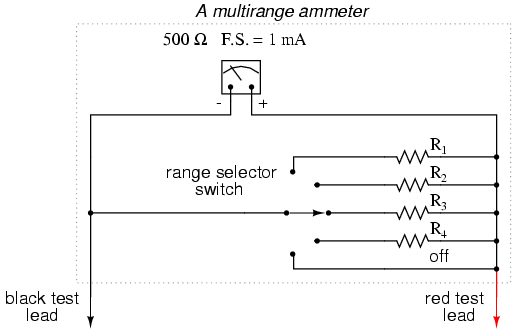 A multirange ammeter
500 Ω F.S. = 1 mA
- +
R1
range selector
switch
R2
R3
R4
off
black test
lead
red test
lead